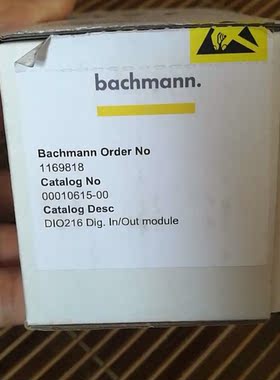 bachmann.
Bachmann Order No
1169818
Catalog No
00010615-00
Catalog Desc
DIO216 Dig. In/Out module